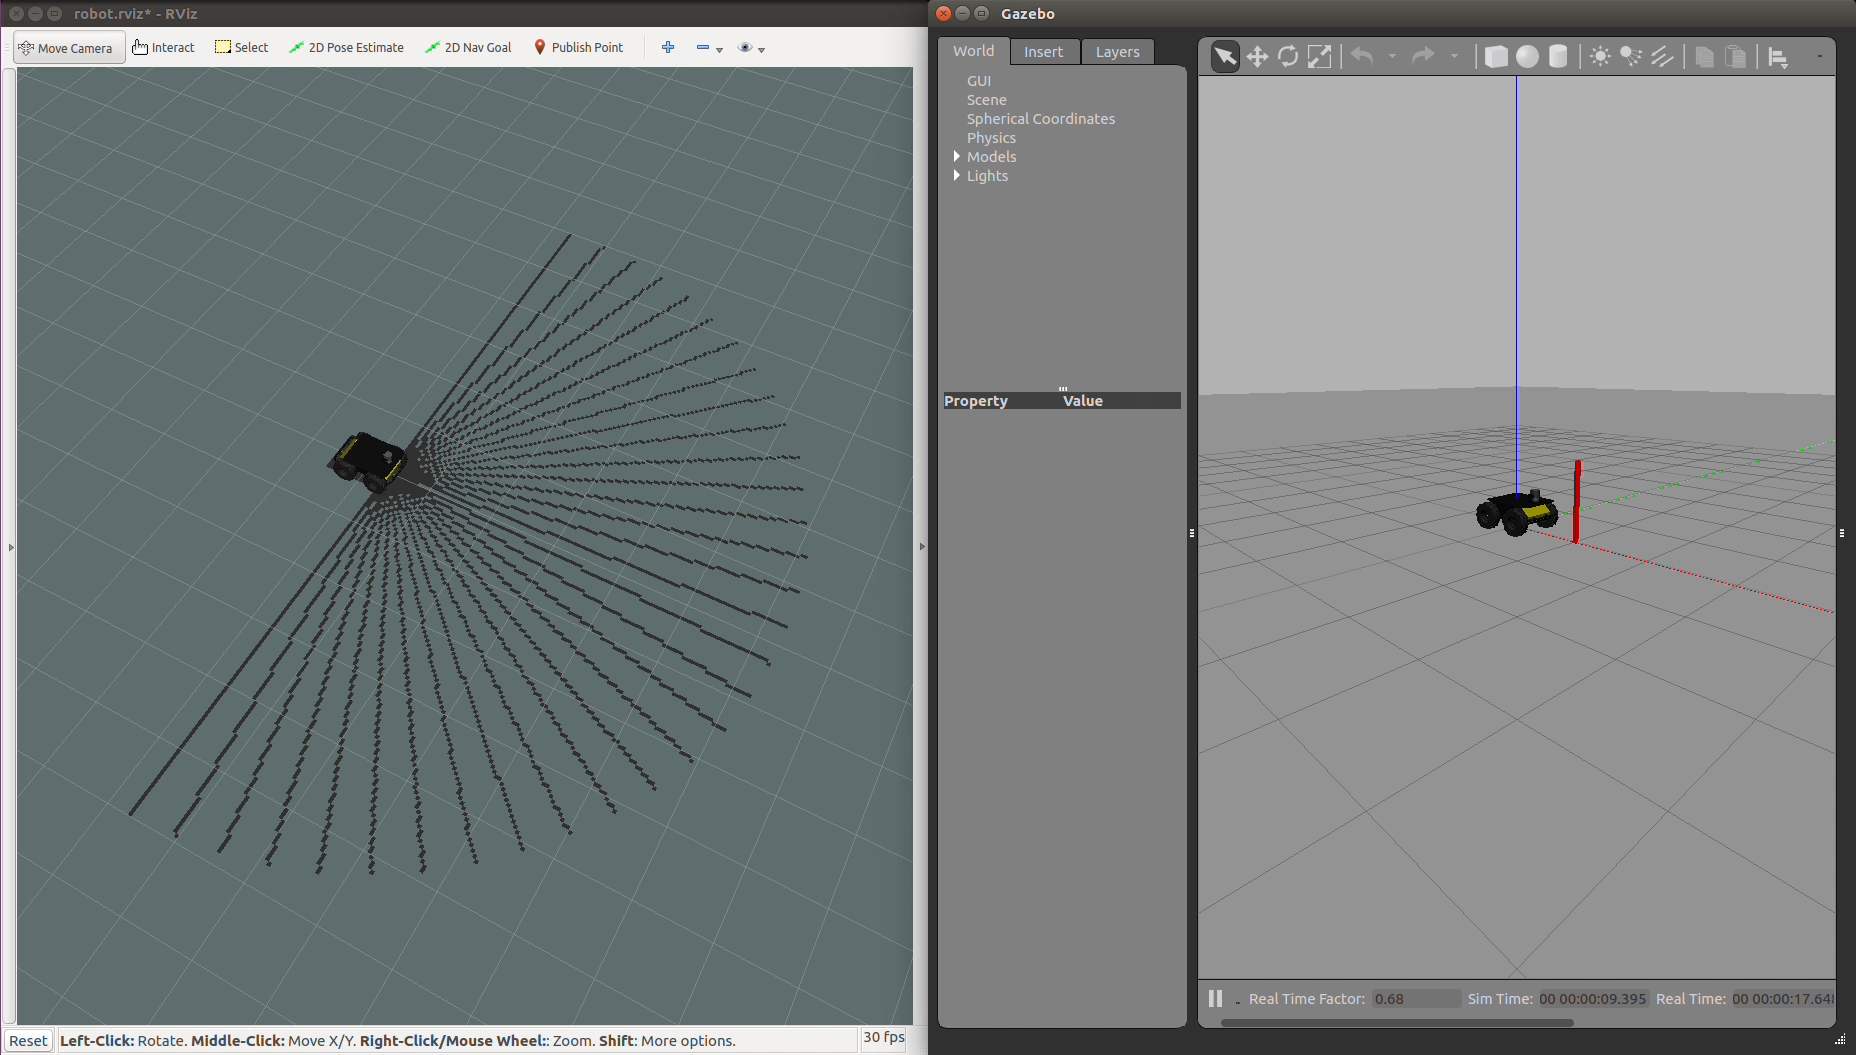 robot.rviz* - RViz
Move Camera Interact Select 2D Pose Estimate 2D Nav Goal Publish Point
Reset Left-Click: Rotate. Middle-Click: Move X/Y. Right-Click/Mouse Wheel:: Zoom. Shift: More options. 30 fps
Gazebo
World Insert Layers
GUI
Scene
Spherical Coordinates
Physics
Models
Lights
Property Value
Real Time Factor: 0.68 Sim Time: 00 00:00:09.395 Real Time: 00 00:00:17.648